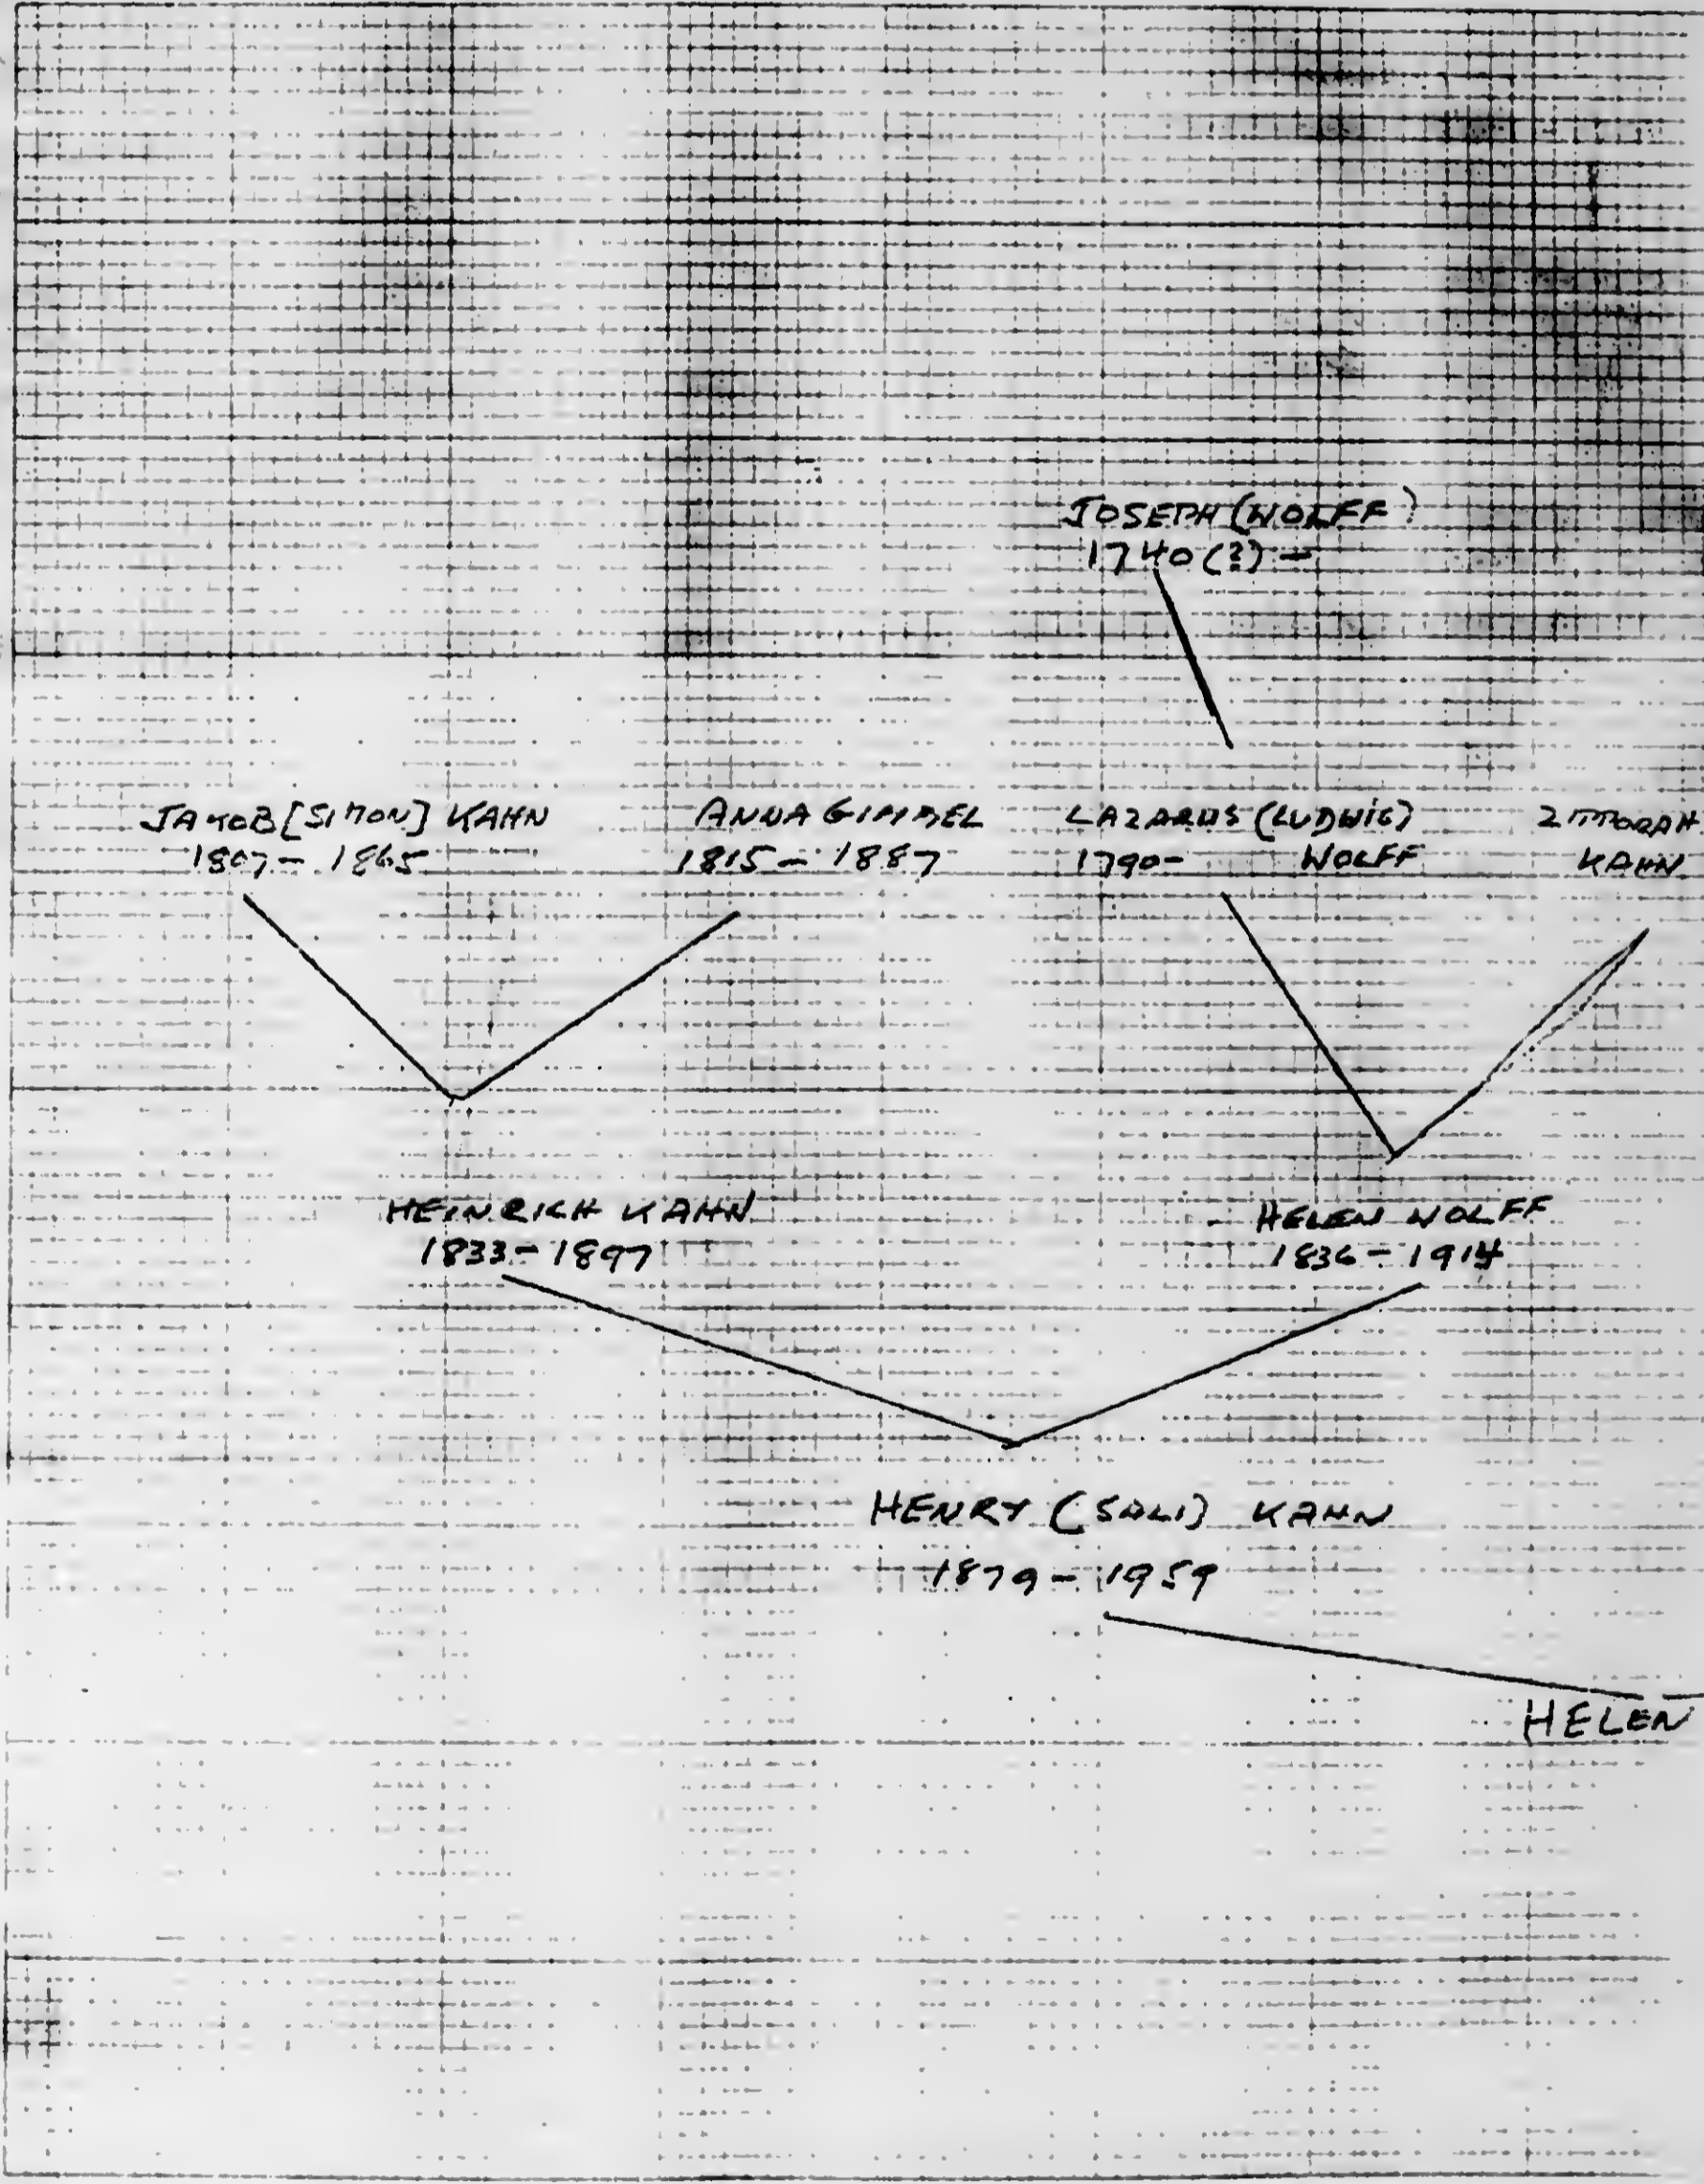 JOSEPH (WOLFF)
1740 (?) -
JAKOB [SIMON] KAHN
1807 - 1865
ANNA GIMBEL
1815 - 1887
LAZARUS (LUDWIG)
1790- WOLFF
ZIPPORAH
KAHN
HEINRICH KAHN
1833 - 1897
HELEN WOLFF
1836 - 1914
HENRY (SALI) KAHN
1879 - 1959
HELEN